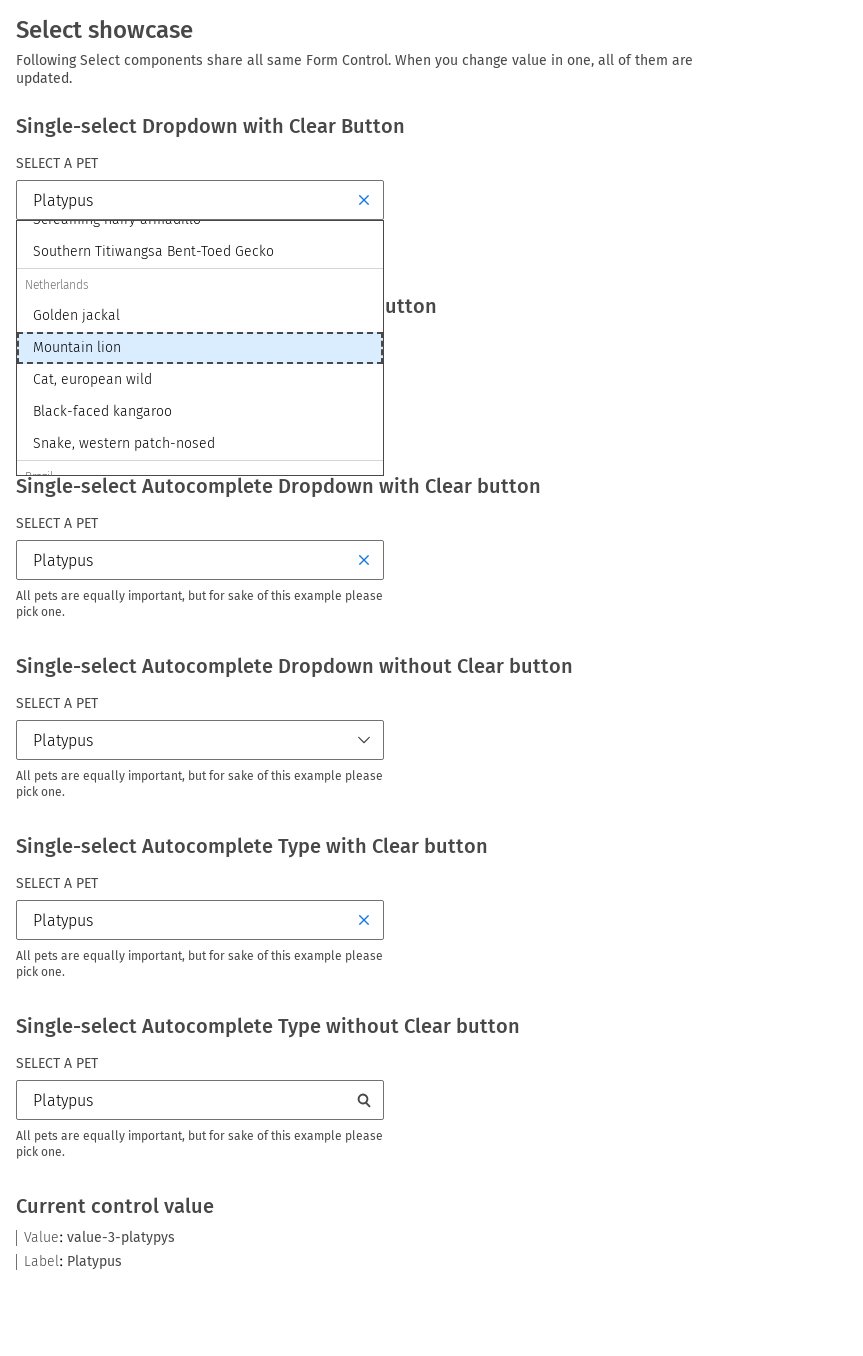 Select showcase
Following Select components share all same Form Control. When you change value in one, all of them are
updated.
Single-select Dropdown with Clear Button
SELECT A PET
Platypus
Screaming hairy armadillo
Southern Titiwangsa Bent-Toed Gecko
Netherlands
utton
Golden jackal
Mountain lion
Cat, european wild
Black-faced kangaroo
Snake, western patch-nosed
Brazil
Single-select Autocomplete Dropdown with Clear button
SELECT A PET
Platypus
All pets are equally important, but for sake of this example please
pick one.
Single-select Autocomplete Dropdown without Clear button
SELECT A PET
Platypus
All pets are equally important, but for sake of this example please
pick one.
Single-select Autocomplete Type with Clear button
SELECT A PET
Platypus
All pets are equally important, but for sake of this example please
pick one.
Single-select Autocomplete Type without Clear button
SELECT A PET
Platypus
All pets are equally important, but for sake of this example please
pick one.
Current control value
Value: value-3-platypys
Label: Platypus